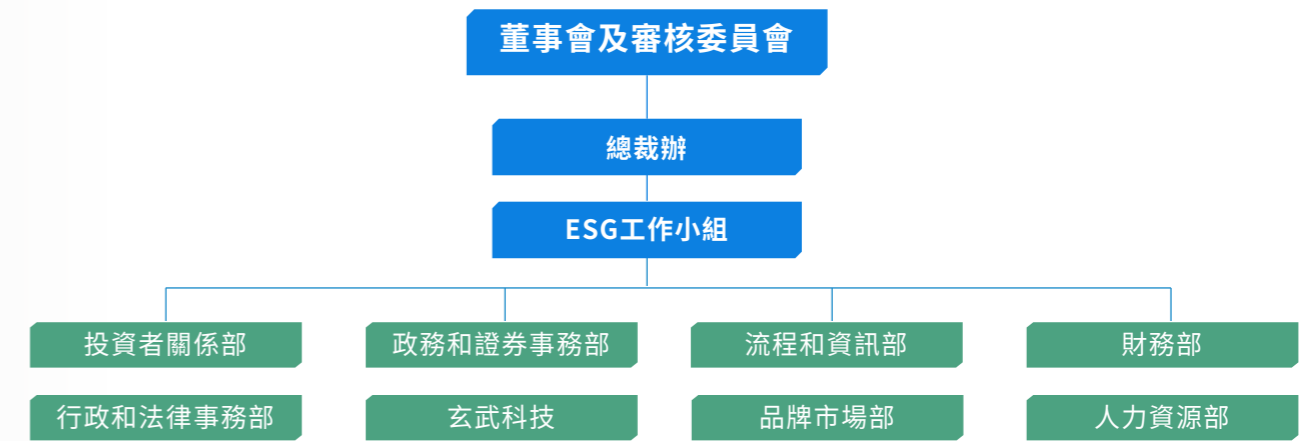 董事會及審核委員會
總裁辦
ESG工作小組
投資者關係部
政務和證券事務部
流程和資訊部
財務部
行政和法律事務部
玄武科技
品牌市場部
人力資源部